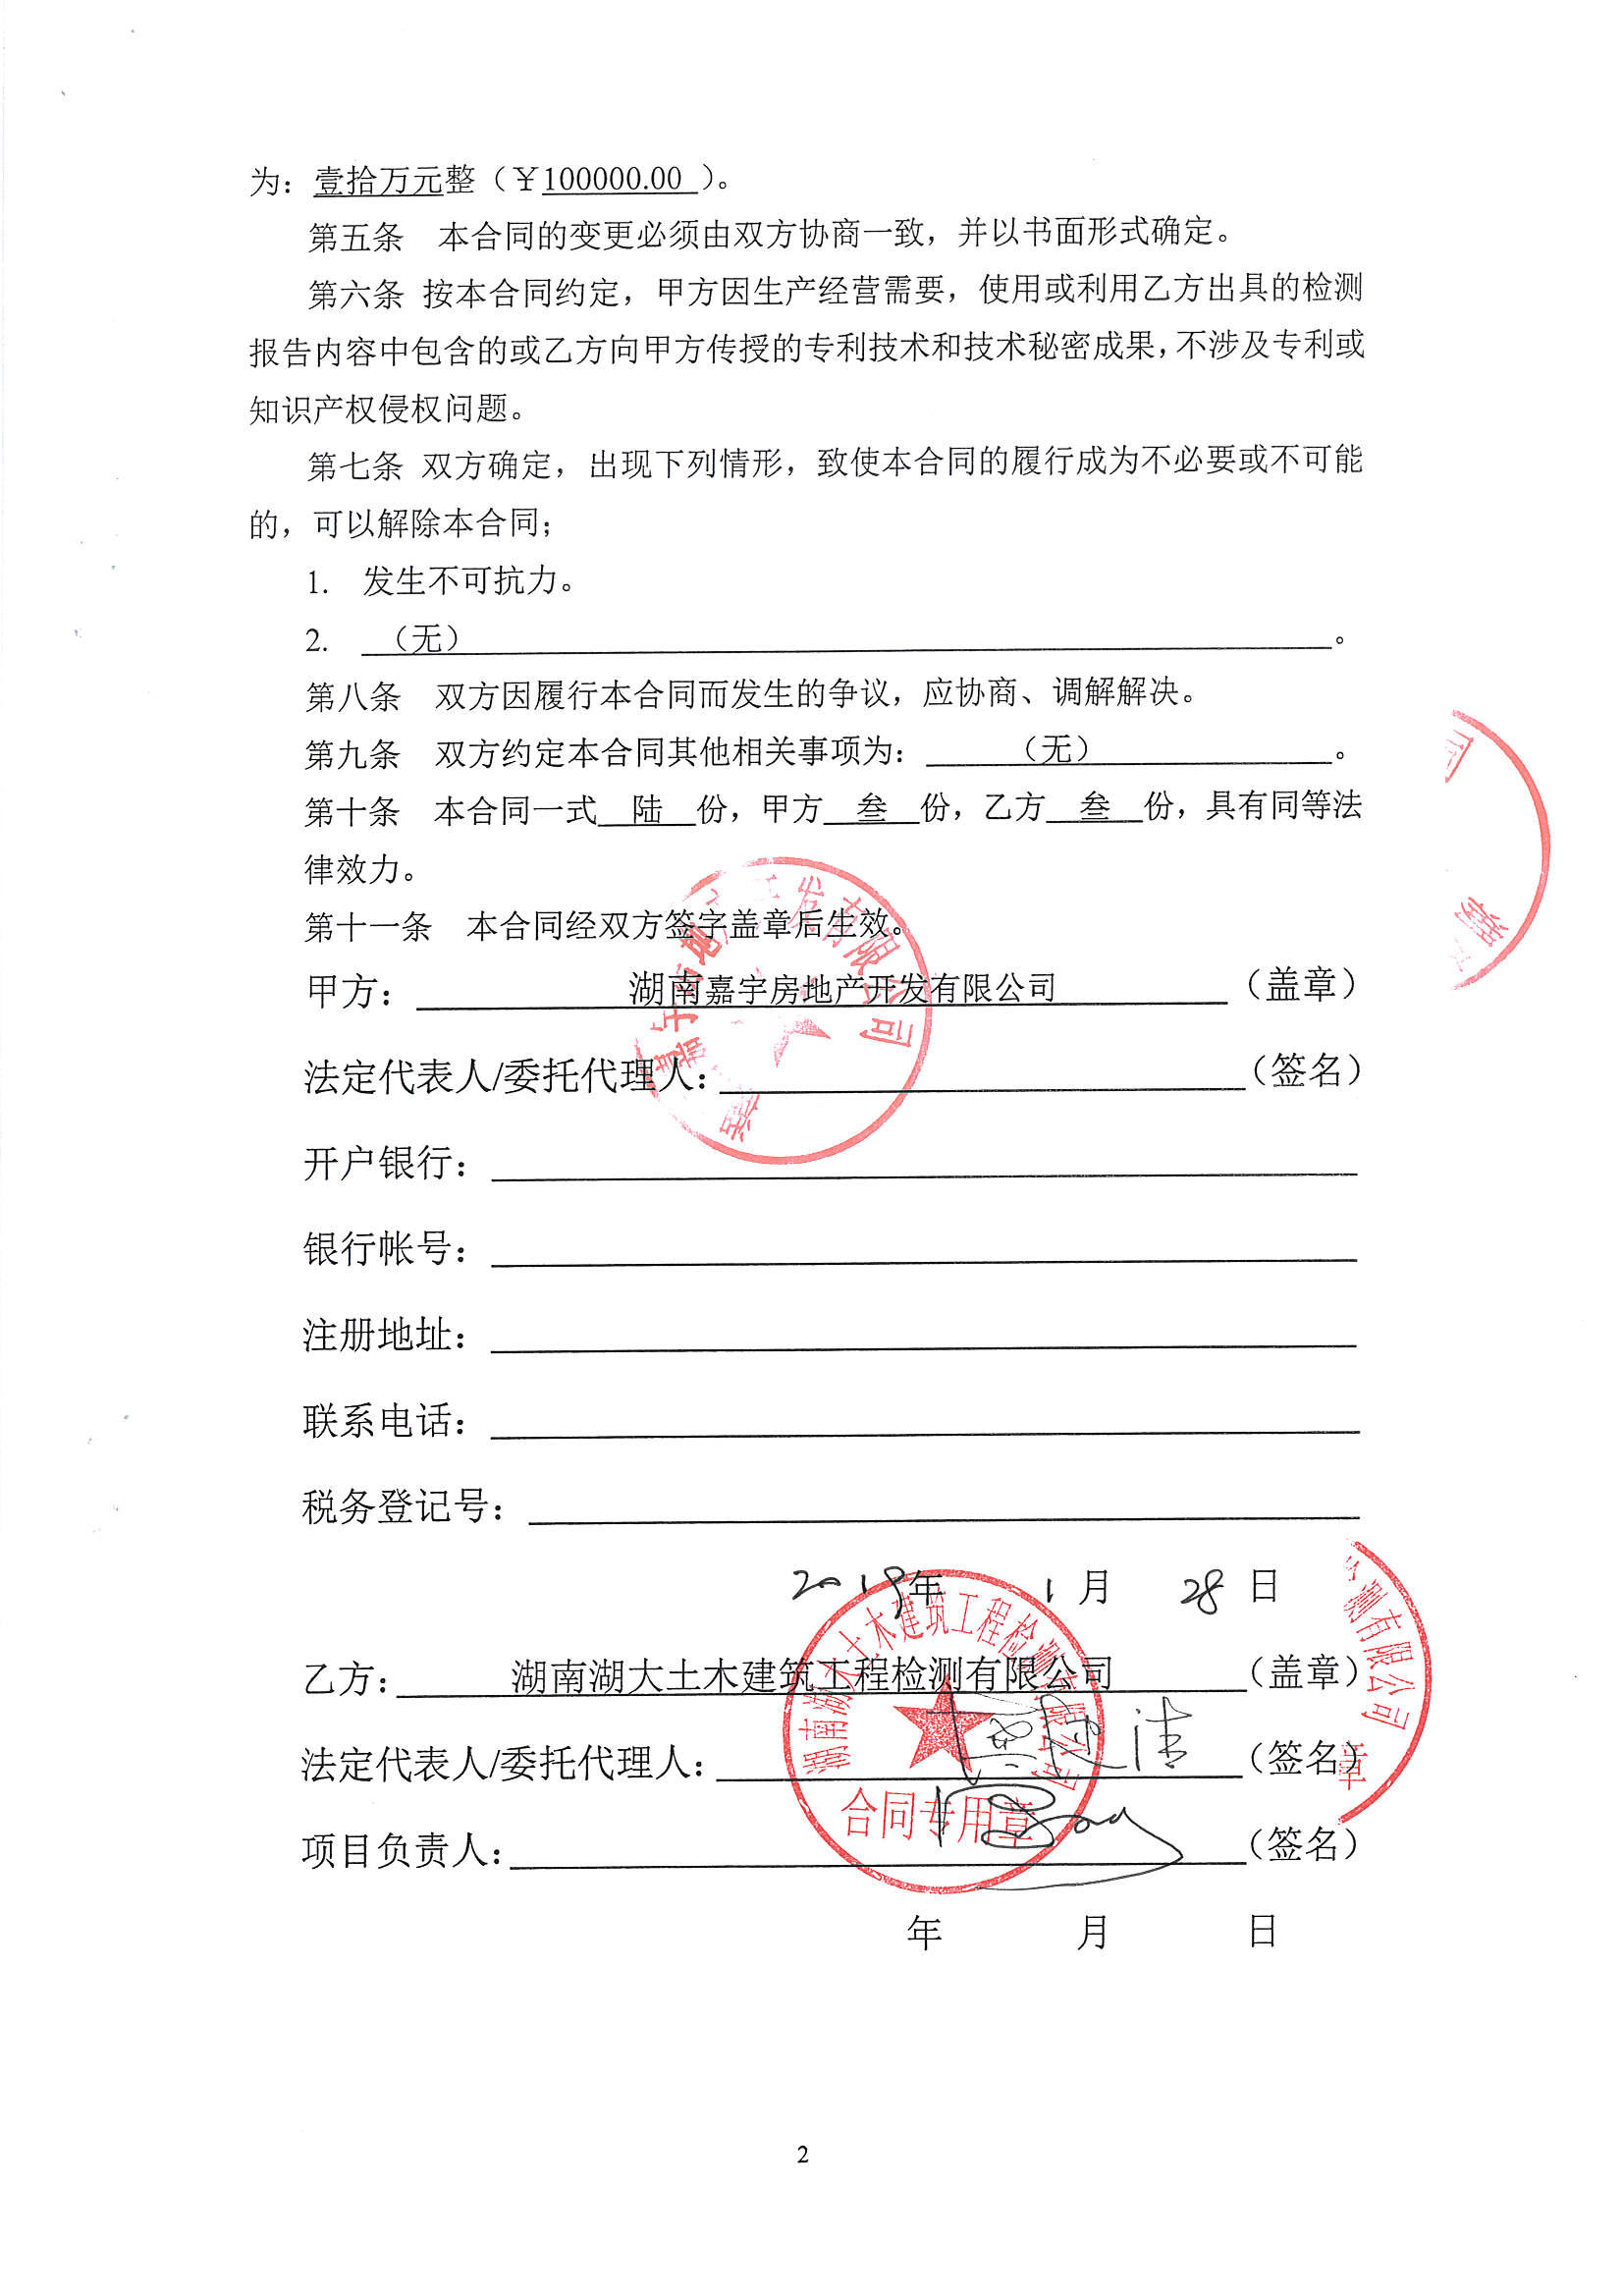 为：壹拾万元整（￥100000.00 ）。
第五条　本合同的变更必须由双方协商一致，并以书面形式确定。
第六条 按本合同约定，甲方因生产经营需要，使用或利用乙方出具的检测
报告内容中包含的或乙方向甲方传授的专利技术和技术秘密成果，不涉及专利或
知识产权侵权问题。
第七条 双方确定，出现下列情形，致使本合同的履行成为不必要或不可能
的，可以解除本合同；
1. 发生不可抗力。
2. （无）。
第八条　双方因履行本合同而发生的争议，应协商、调解解决。
第九条　双方约定本合同其他相关事项为：（无）。
第十条　本合同一式 陆 份，甲方 叁 份，乙方 叁 份，具有同等法
律效力。
第十一条　本合同经双方签字盖章后生效。
甲方：湖南嘉宇房地产开发有限公司（盖章）
法定代表人/委托代理人：（签名）
开户银行：
银行帐号：
注册地址：
联系电话：
税务登记号：
2019年 1月 28日
乙方：湖南湖大土木建筑工程检测有限公司（盖章）
法定代表人/委托代理人：（签名）
项目负责人：（签名）
年 月 日
湖南湖大土木建筑工程检测有限公司
合同专用章
测有限公司
章
2